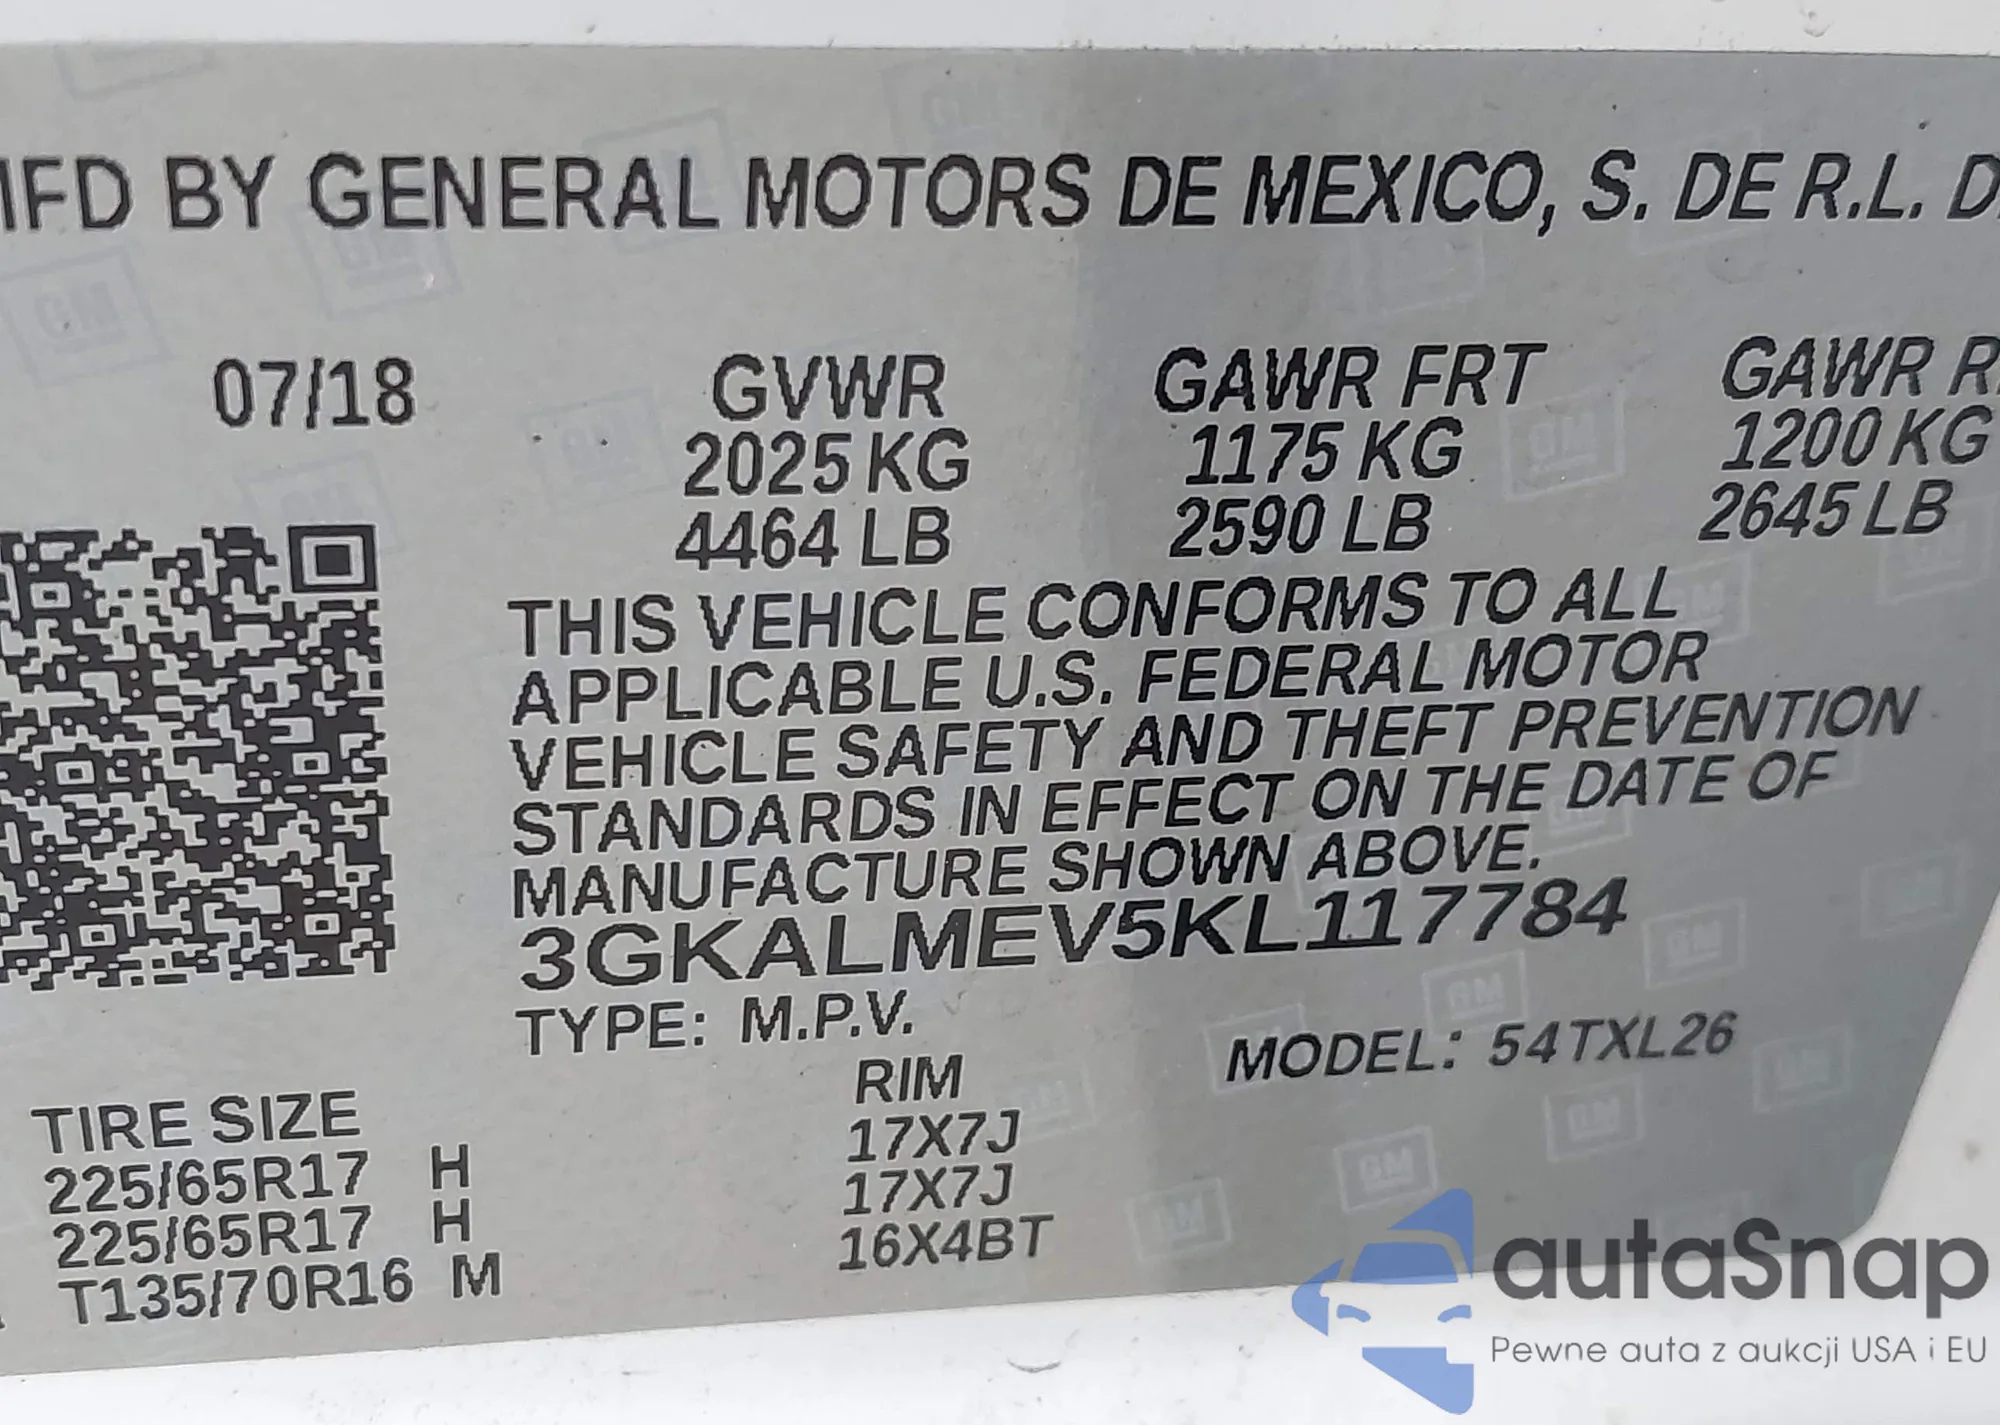 MFD BY GENERAL MOTORS DE MEXICO, S. DE R.L. D
07/18 GVWR GAWR FRT GAWR R
2025 KG 1175 KG 1200 KG
4464 LB 2590 LB 2645 LB
THIS VEHICLE CONFORMS TO ALL
APPLICABLE U.S. FEDERAL MOTOR
VEHICLE SAFETY AND THEFT PREVENTION
STANDARDS IN EFFECT ON THE DATE OF
MANUFACTURE SHOWN ABOVE.
3GKALMEV5KL117784
TYPE: M.P.V. MODEL: 54TXL26
TIRE SIZE RIM
225/65R17 H 17X7J
225/65R17 H 17X7J
T135/70R16 M 16X4BT
autaSnap
Pewne auta z aukcji USA i EU